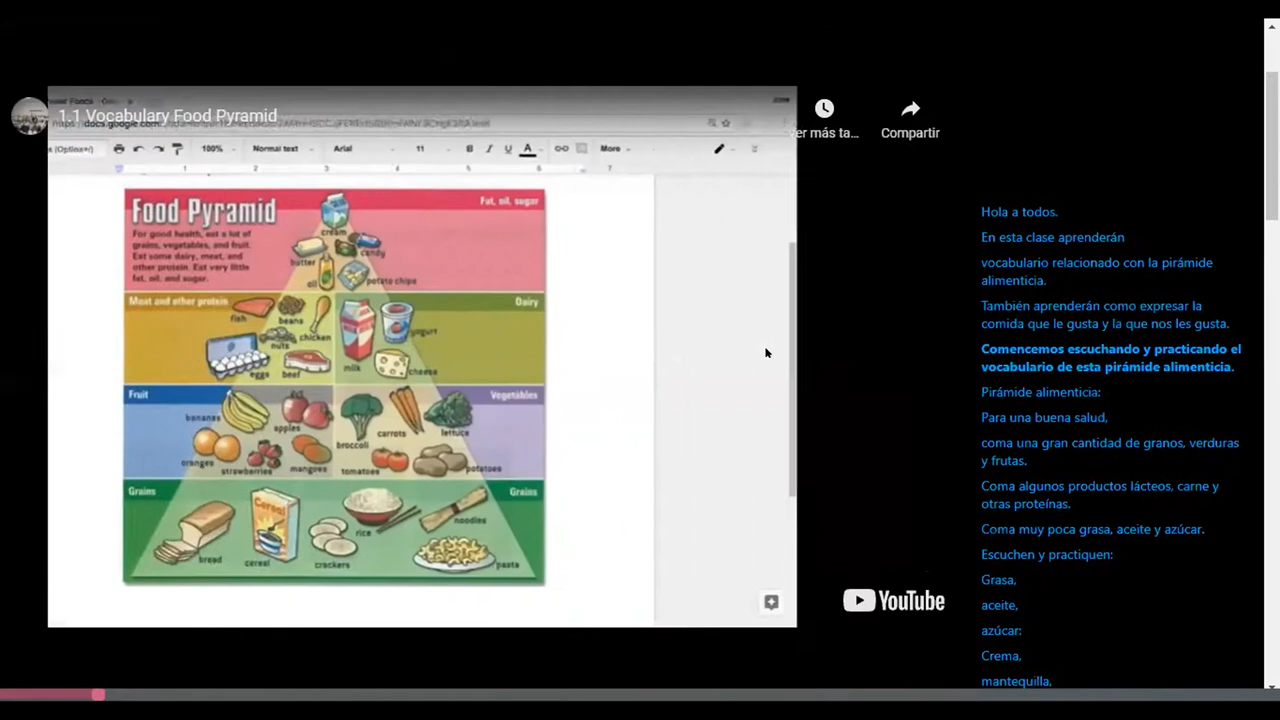 1.1 Vocabulary Food Pyramid
ver más ta...
Compartir
100%
Normal text
Arial
11
B
I
U
A
More
1
2
3
4
5
6
7
Food Pyramid
Fat, oil, sugar
For good health, eat a lot of
grains, vegetables, and fruit.
Eat some dairy, meat, and
other protein. Eat very little
fat, oil, and sugar.
cream
butter
candy
oil
potato chips
Meat and other protein
Dairy
fish
beans
chicken
nuts
eggs
beef
milk
yogurt
cheese
Fruit
Vegetables
bananas
apples
oranges
strawberries
mangoes
broccoli
carrots
lettuce
tomatoes
potatoes
Grains
Grains
Cereal
bread
cereal
crackers
rice
noodles
pasta
YouTube
Hola a todos.
En esta clase aprenderán
vocabulario relacionado con la pirámide
alimenticia.
También aprenderán como expresar la
comida que le gusta y la que nos les gusta.
Comencemos escuchando y practicando el
vocabulario de esta pirámide alimenticia.
Pirámide alimenticia:
Para una buena salud,
coma una gran cantidad de granos, verduras
y frutas.
Coma algunos productos lácteos, carne y
otras proteínas.
Coma muy poca grasa, aceite y azúcar.
Escuchen y practiquen:
Grasa,
aceite,
azúcar:
Crema,
mantequilla,